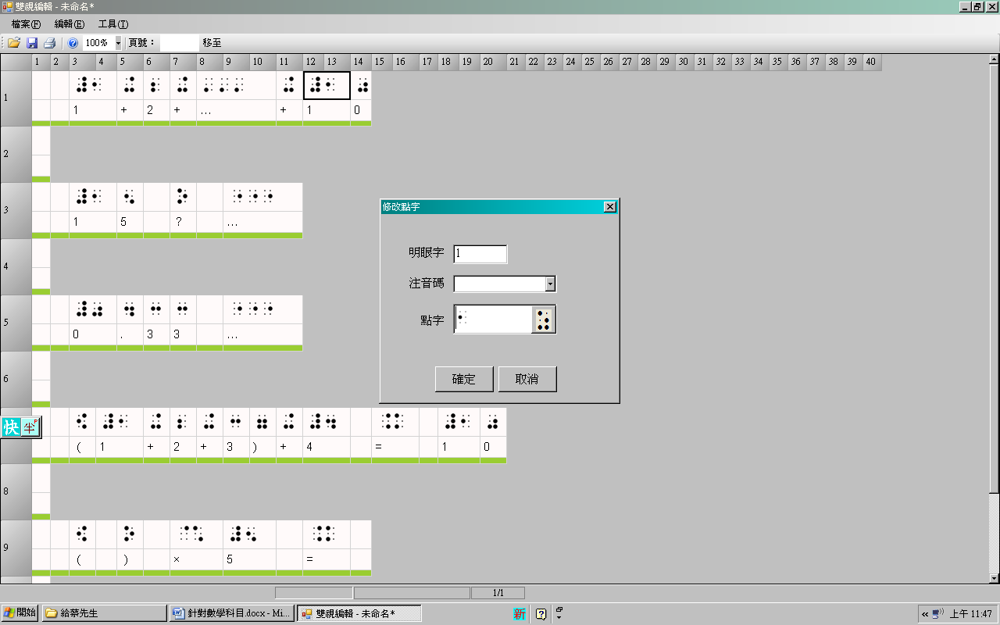 雙視編輯 - 未命名*
檔案(F) 編輯(E) 工具(T)
100% 頁號： 移至
1 2 3 4 5 6 7 8 9 10 11 12 13 14 15 16 17 18 19 20 21 22 23 24 25 26 27 28 29 30 31 32 33 34 35 36 37 38 39 40
1
⠼⠂ ⠬ ⠆ ⠬ ⠠⠠⠠ ⠬ ⠼⠂ ⠴
1 + 2 + ... + 1 0
2
3
1 5 ? ...
4
5
0 . 3 3 ...
6
( 1 + 2 + 3 ) + 4 = 1 0
8
9
( ) × 5 =
修改點字
明眼字 1
注音碼
點字
確定 取消
快 半 P
1/1
開始 給蔡先生 針對數學科目.docx - Mi... 雙視編輯 - 未命名* 新 ? « 上午 11:47